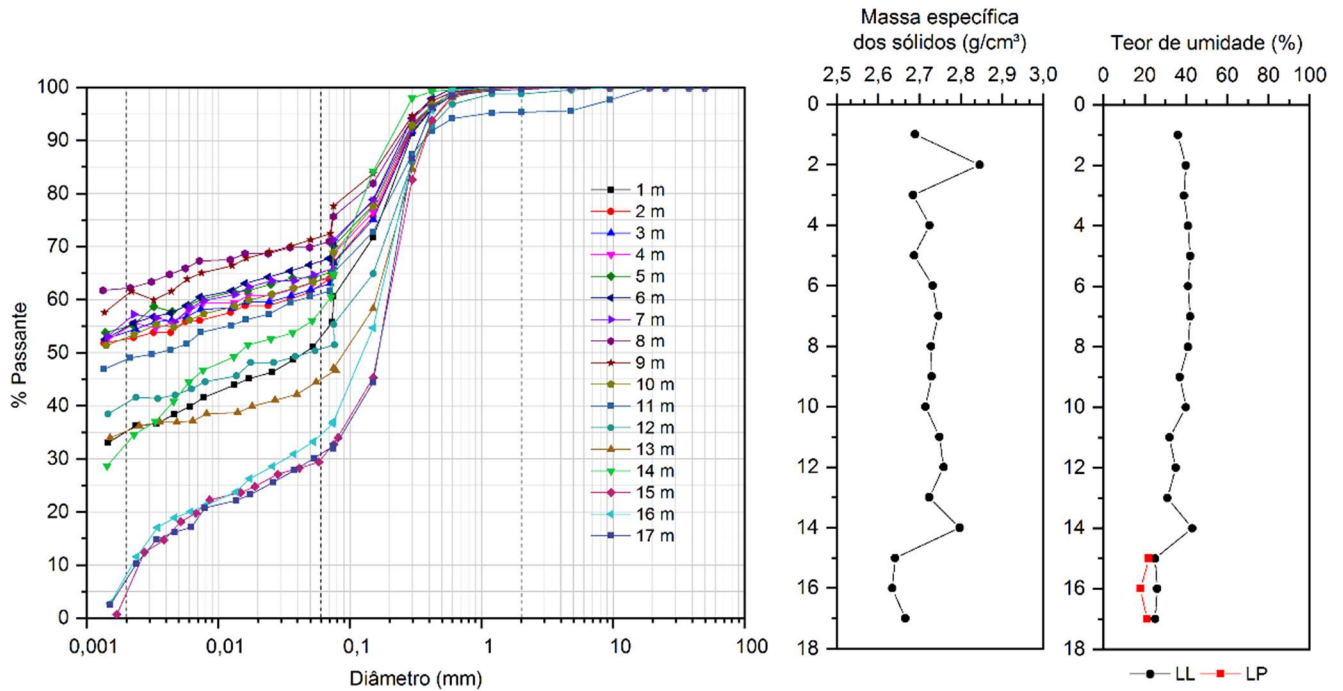 % Passante
100
90
80
70
60
50
40
30
20
10
0
0,001
0,01
0,1
1
10
100
Diâmetro (mm)
1 m
2 m
3 m
4 m
5 m
6 m
7 m
8 m
9 m
10 m
11 m
12 m
13 m
14 m
15 m
16 m
17 m
Massa específica
dos sólidos (g/cm³)
2,5 2,6 2,7 2,8 2,9 3,0
0
2
4
6
8
10
12
14
16
18
Teor de umidade (%)
0 20 40 60 80 100
0
2
4
6
8
10
12
14
16
18
LL LP